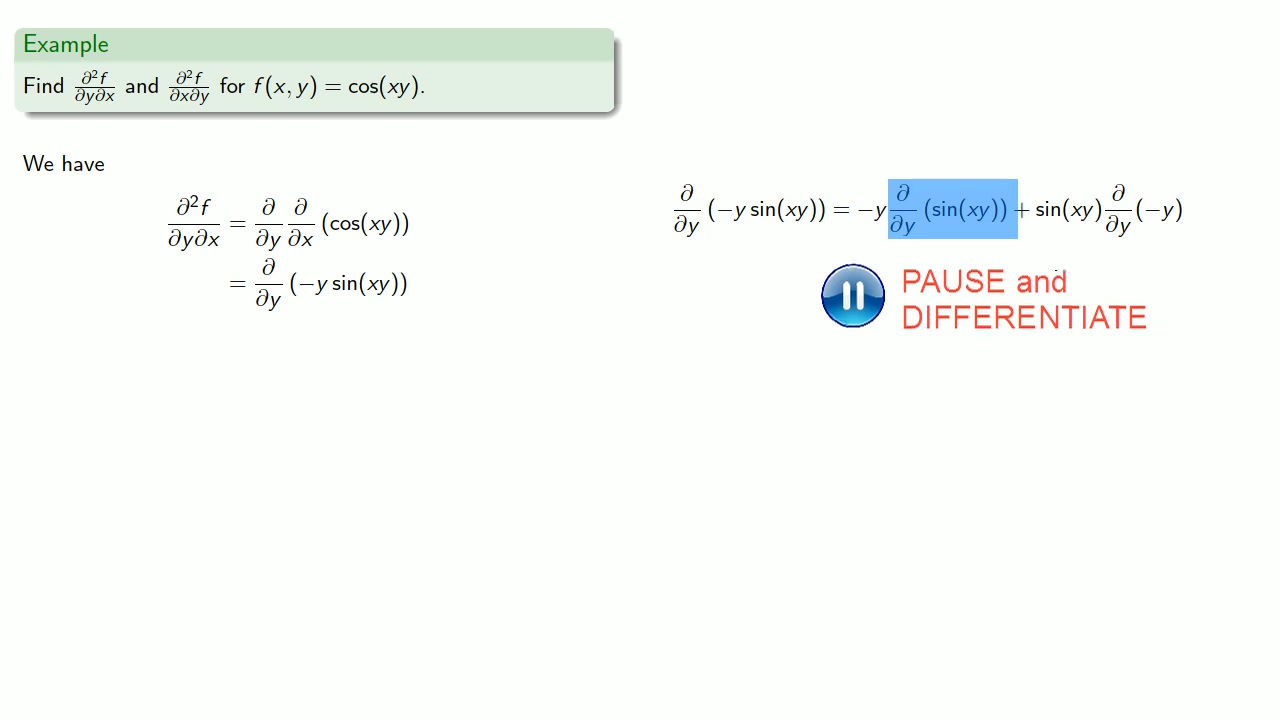 Example
Find ∂²f/∂y∂x and ∂²f/∂x∂y for f(x, y) = cos(xy).
We have
∂²f/∂y∂x = ∂/∂y ∂/∂x (cos(xy))
= ∂/∂y (−y sin(xy))
∂/∂y (−y sin(xy)) = −y ∂/∂y (sin(xy)) + sin(xy) ∂/∂y (−y)
PAUSE and
DIFFERENTIATE